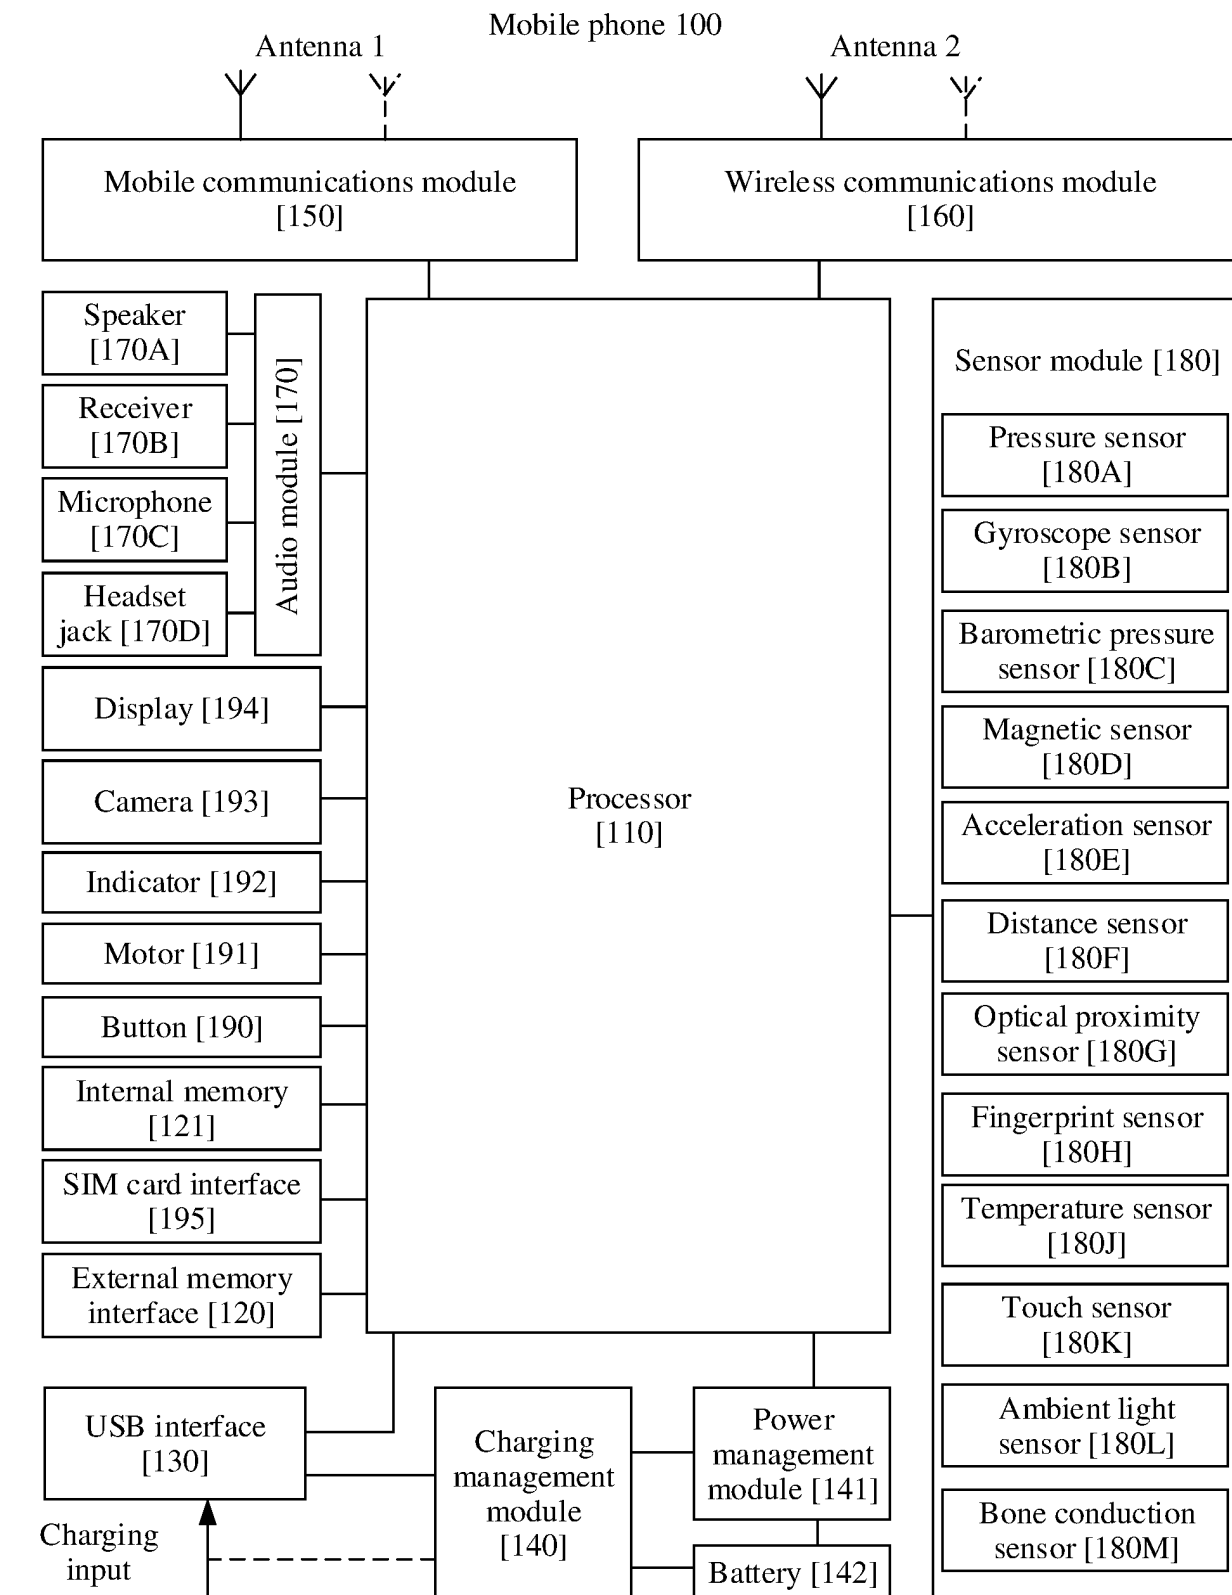 Mobile phone 100
Antenna 1
Antenna 2
Mobile communications module
[150]
Wireless communications module
[160]
Speaker
[170A]
Receiver
[170B]
Microphone
[170C]
Headset
jack [170D]
Audio module [170]
Display [194]
Camera [193]
Indicator [192]
Motor [191]
Button [190]
Internal memory
[121]
SIM card interface
[195]
External memory
interface [120]
Processor
[110]
Sensor module [180]
Pressure sensor
[180A]
Gyroscope sensor
[180B]
Barometric pressure
sensor [180C]
Magnetic sensor
[180D]
Acceleration sensor
[180E]
Distance sensor
[180F]
Optical proximity
sensor [180G]
Fingerprint sensor
[180H]
Temperature sensor
[180J]
Touch sensor
[180K]
Ambient light
sensor [180L]
Bone conduction
sensor [180M]
USB interface
[130]
Charging
input
Charging
management
module
[140]
Power
management
module [141]
Battery [142]